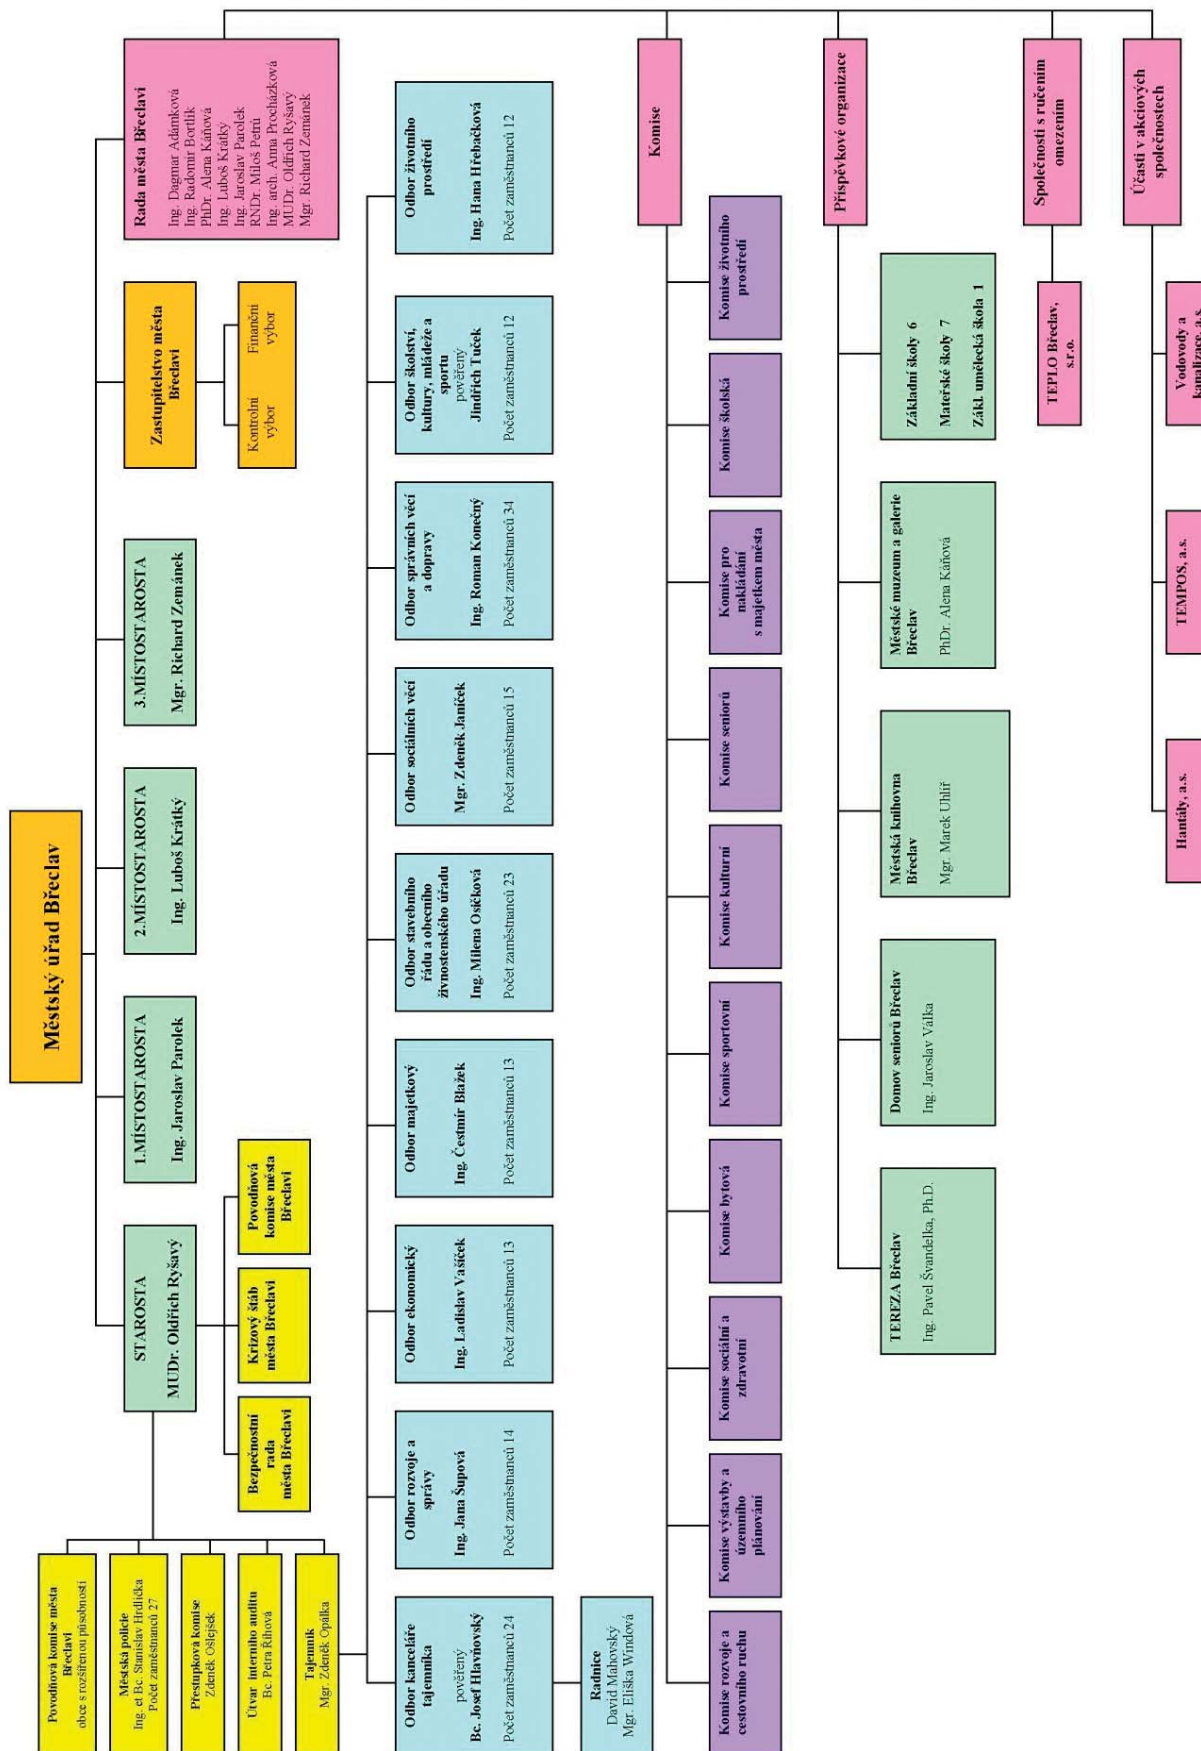 Městský úřad Břeclav
STAROSTA
MUDr. Oldřich Ryšavý
1.MÍSTOSTAROSTA
Ing. Jaroslav Parolek
2.MÍSTOSTAROSTA
Ing. Luboš Krátký
3.MÍSTOSTAROSTA
Mgr. Richard Zemánek
Zastupitelstvo města
Břeclavi
Kontrolní
výbor
Finanční
výbor
Rada města Břeclavi
Ing. Dagmar Adámková
Ing. Radomír Bortlík
PhDr. Alena Káňová
Ing. Luboš Krátký
Ing. Jaroslav Parolek
RNDr. Miloš Petrů
Ing. arch. Anna Procházková
MUDr. Oldřich Ryšavý
Mgr. Richard Zemánek
Povodňová komise města
Břeclavi
obce s rozšířenou působností
Městská policie
Ing. et Bc. Stanislav Hrdlička
Počet zaměstnanců 27
Přestupková komise
Zdeněk Ošlejšek
Útvar interního auditu
Bc. Petra Říhová
Tajemník
Mgr. Zdeněk Opálka
Bezpečnostní
rada
města Břeclavi
Krizový štáb
města Břeclavi
Povodňová
komise města
Břeclavi
Odbor kanceláře
tajemníka
pověřený
Bc. Josef Hlavňovský
Počet zaměstnanců 24
Odbor rozvoje a
správy
Ing. Jana Šupová
Počet zaměstnanců 14
Odbor ekonomický
Ing. Ladislav Vašíček
Počet zaměstnanců 13
Odbor majetkový
Ing. Čestmír Blažek
Počet zaměstnanců 13
Odbor stavebního
řádu a obecního
živnostenského úřadu
Ing. Milena Osičková
Počet zaměstnanců 23
Odbor sociálních věcí
Mgr. Zdeněk Janíček
Počet zaměstnanců 15
Odbor správních věcí
a dopravy
Ing. Roman Konečný
Počet zaměstnanců 34
Odbor školství,
kultury, mládeže a
sportu
pověřený
Jindřich Tuček
Počet zaměstnanců 12
Odbor životního
prostředí
Ing. Hana Hřebačková
Počet zaměstnanců 12
Radnice
David Mahovský
Mgr. Eliška Windová
Komise
Komise rozvoje a
cestovního ruchu
Komise výstavby a
územního
plánování
Komise sociální a
zdravotní
Komise bytová
Komise sportovní
Komise kulturní
Komise seniorů
Komise pro
nakládání
s majetkem města
Komise školská
Komise životního
prostředí
Příspěvkové organizace
TEREZA Břeclav
Ing. Pavel Švandelka, Ph.D.
Domov seniorů Břeclav
Ing. Jaroslav Válka
Městská knihovna
Břeclav
Mgr. Marek Uhlíř
Městské muzeum a galerie
Břeclav
PhDr. Alena Káňová
Základní školy 6
Mateřské školy 7
Zákl. umělecká škola 1
Společnosti s ručením
omezením
TEPLO Břeclav,
s.r.o.
Účasti v akciových
společnostech
Hantály, a.s.
TEMPOS, a.s.
Vodovody a
kanalizace, a.s.